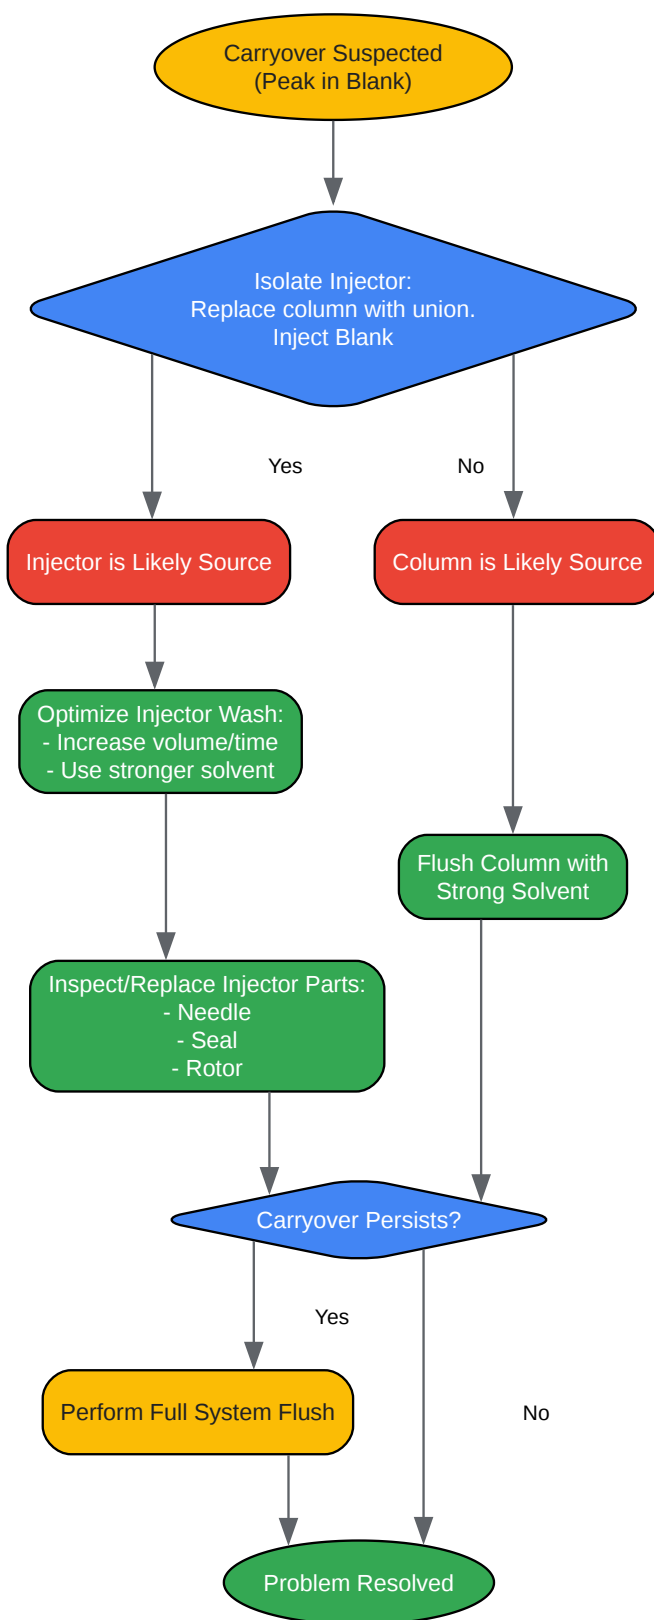 Carryover Suspected
(Peak in Blank)
Isolate Injector:
Replace column with union.
Inject Blank
Yes
No
Injector is Likely Source
Column is Likely Source
Optimize Injector Wash:
- Increase volume/time
- Use stronger solvent
Flush Column with
Strong Solvent
Inspect/Replace Injector Parts:
- Needle
- Seal
- Rotor
Carryover Persists?
Yes
Perform Full System Flush
No
Problem Resolved